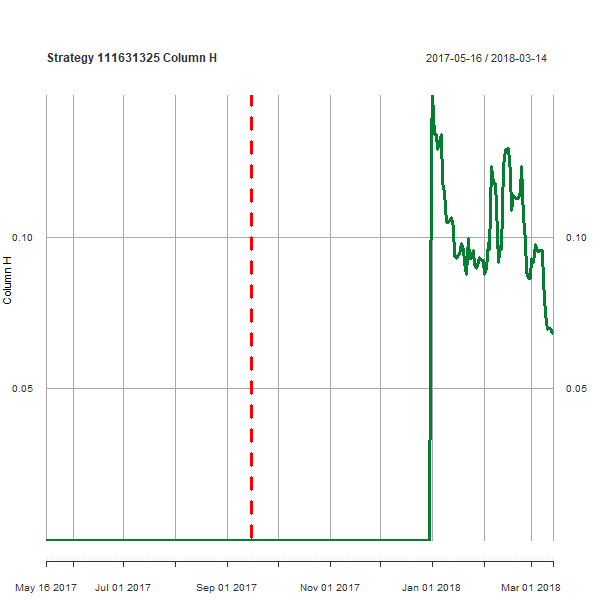 Strategy 111631325 Column H
2017-05-16 / 2018-03-14
Column H
0.10
0.10
0.05
0.05
May 16 2017
Jul 01 2017
Sep 01 2017
Nov 01 2017
Jan 01 2018
Mar 01 2018